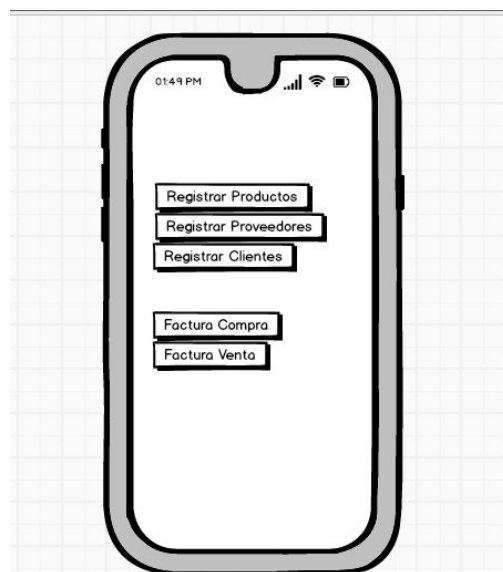 01:49 PM
Registrar Productos
Registrar Proveedores
Registrar Clientes
Factura Compra
Factura Venta